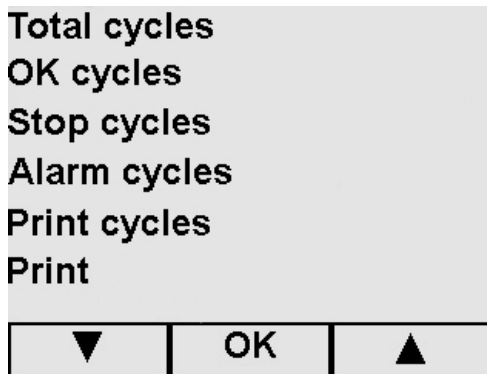 Total cycles
OK cycles
Stop cycles
Alarm cycles
Print cycles
Print
▼ OK ▲